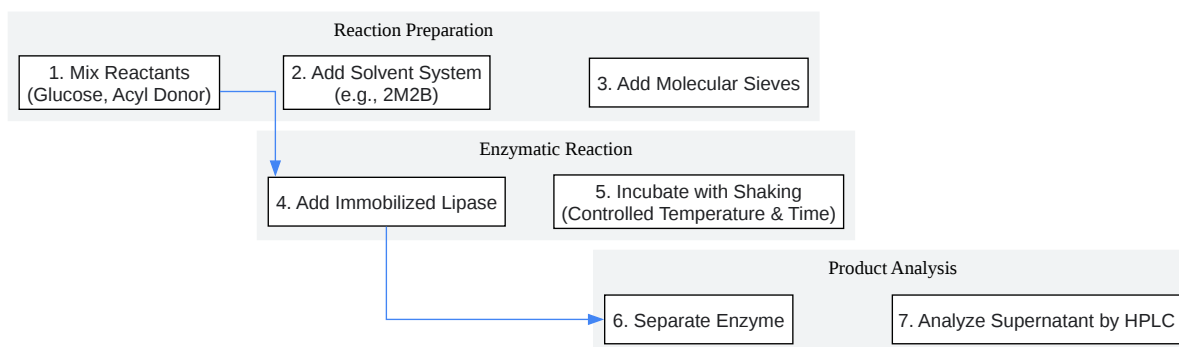 Reaction Preparation
1. Mix Reactants
(Glucose, Acyl Donor)
2. Add Solvent System
(e.g., 2M2B)
3. Add Molecular Sieves
Enzymatic Reaction
4. Add Immobilized Lipase
5. Incubate with Shaking
(Controlled Temperature & Time)
Product Analysis
6. Separate Enzyme
7. Analyze Supernatant by HPLC